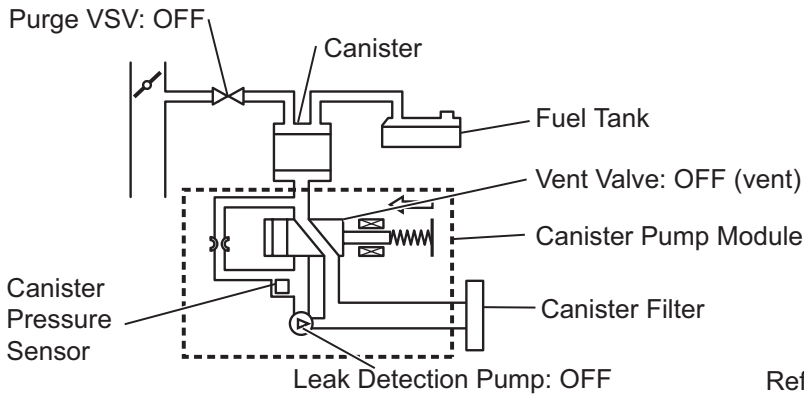 Purge VSV: OFF
Canister
Fuel Tank
Vent Valve: OFF (vent)
Canister Pump Module
Canister
Pressure
Sensor
Canister Filter
Leak Detection Pump: OFF
Ref